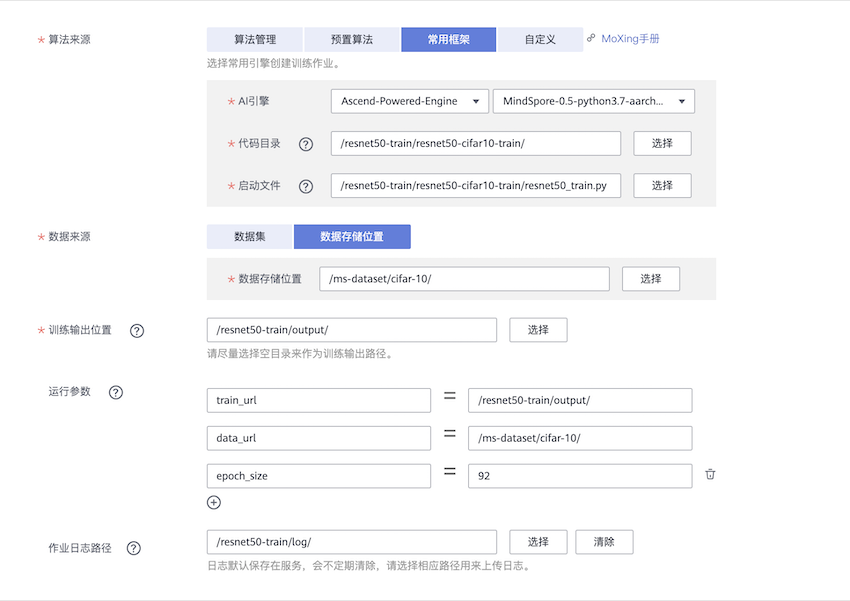 * 算法来源 算法管理 预置算法 常用框架 自定义 MoXing手册
选择常用引擎创建训练作业。
* AI引擎 Ascend-Powered-Engine MindSpore-0.5-python3.7-aarch...
* 代码目录 ? /resnet50-train/resnet50-cifar10-train/ 选择
* 启动文件 ? /resnet50-train/resnet50-cifar10-train/resnet50_train.py 选择
* 数据来源 数据集 数据存储位置
* 数据存储位置 /ms-dataset/cifar-10/ 选择
* 训练输出位置 ? /resnet50-train/output/ 选择
请尽量选择空目录来作为训练输出路径。
运行参数 ? train_url = /resnet50-train/output/
data_url = /ms-dataset/cifar-10/
epoch_size = 92
作业日志路径 ? /resnet50-train/log/ 选择 清除
日志默认保存在服务，会不定期清除，请选择相应路径用来上传日志。